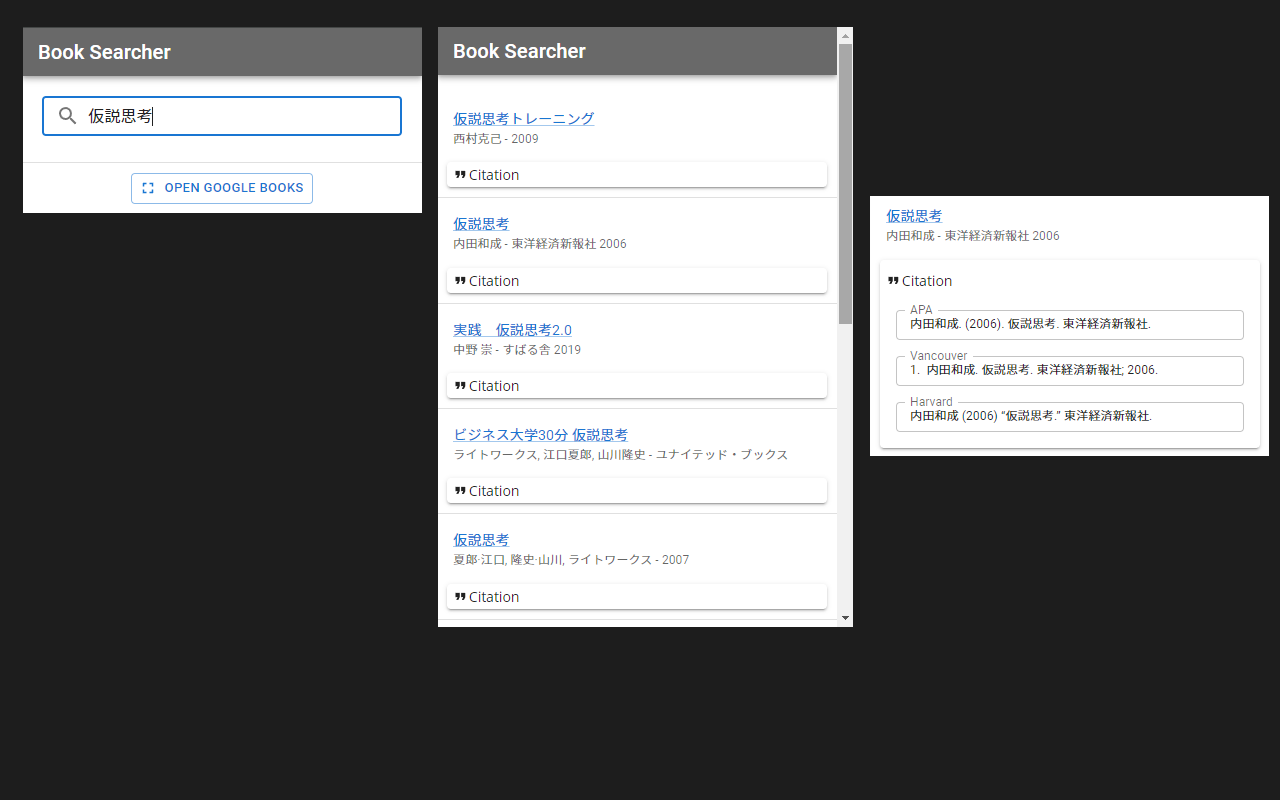 Book Searcher
仮説思考
OPEN GOOGLE BOOKS
Book Searcher
仮説思考トレーニング
西村克己 - 2009
Citation
仮説思考
内田和成 - 東洋経済新報社 2006
Citation
実践　仮説思考2.0
中野 崇 - すばる舎 2019
Citation
ビジネス大学30分 仮説思考
ライトワークス, 江口夏郎, 山川隆史 - ユナイテッド・ブックス
Citation
仮説思考
夏郎·江口, 隆史·山川, ライトワークス - 2007
Citation
仮説思考
内田和成 - 東洋経済新報社 2006
Citation
APA
内田和成. (2006). 仮説思考. 東洋経済新報社.
Vancouver
1. 内田和成. 仮説思考. 東洋経済新報社; 2006.
Harvard
内田和成 (2006) “仮説思考.” 東洋経済新報社.